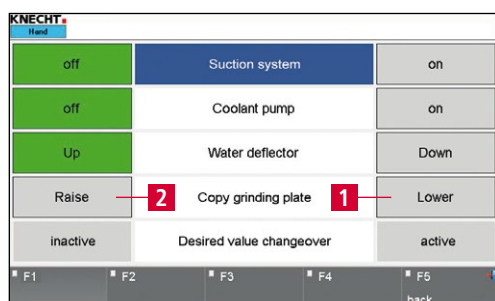 KNECHT
Hand
off Suction system on
off Coolant pump on
Up Water deflector Down
Raise 2 Copy grinding plate 1 Lower
inactive Desired value changeover active
F1 F2 F3 F4 F5
back